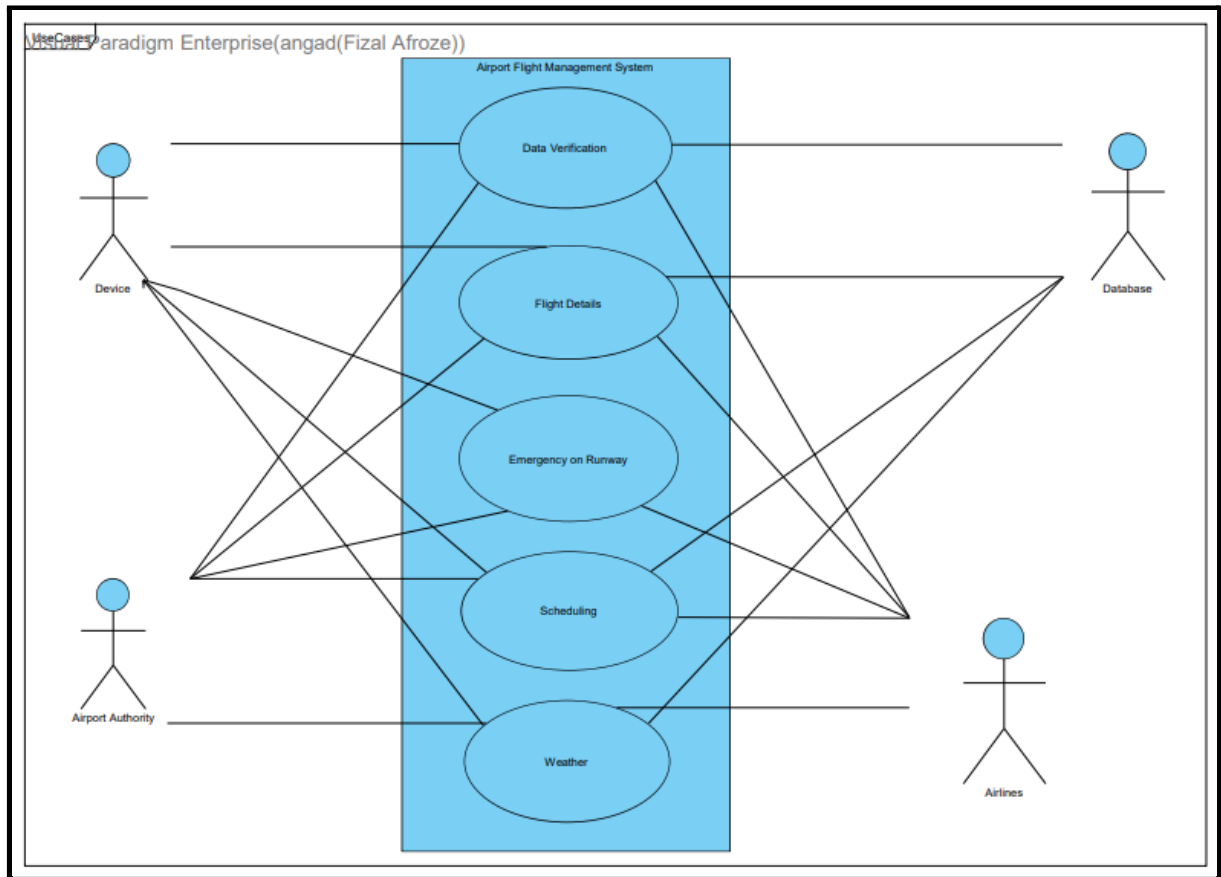 UseCases
Visual Paradigm Enterprise(angad(Fizal Afroze))
Airport Flight Management System
Data Verification
Device
Database
Flight Details
Emergency on Runway
Scheduling
Airport Authority
Weather
Airlines